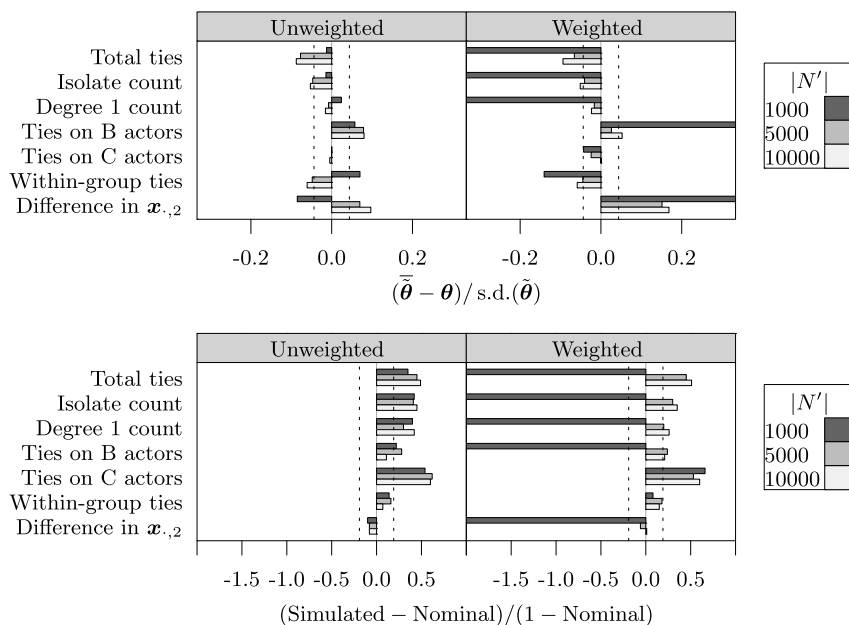 Unweighted Weighted
Total ties
Isolate count
Degree 1 count
Ties on B actors
Ties on C actors
Within-group ties
Difference in 𝒙·,₂
-0.2 0.0 0.2 -0.2 0.0 0.2
(𝜽̃̅ − 𝜽)/ s.d.(𝜽̃)
|N′|
1000
5000
10000
Unweighted Weighted
Total ties
Isolate count
Degree 1 count
Ties on B actors
Ties on C actors
Within-group ties
Difference in 𝒙·,₂
-1.5 -1.0 -0.5 0.0 0.5 -1.5 -1.0 -0.5 0.0 0.5
(Simulated − Nominal)/(1 − Nominal)
|N′|
1000
5000
10000